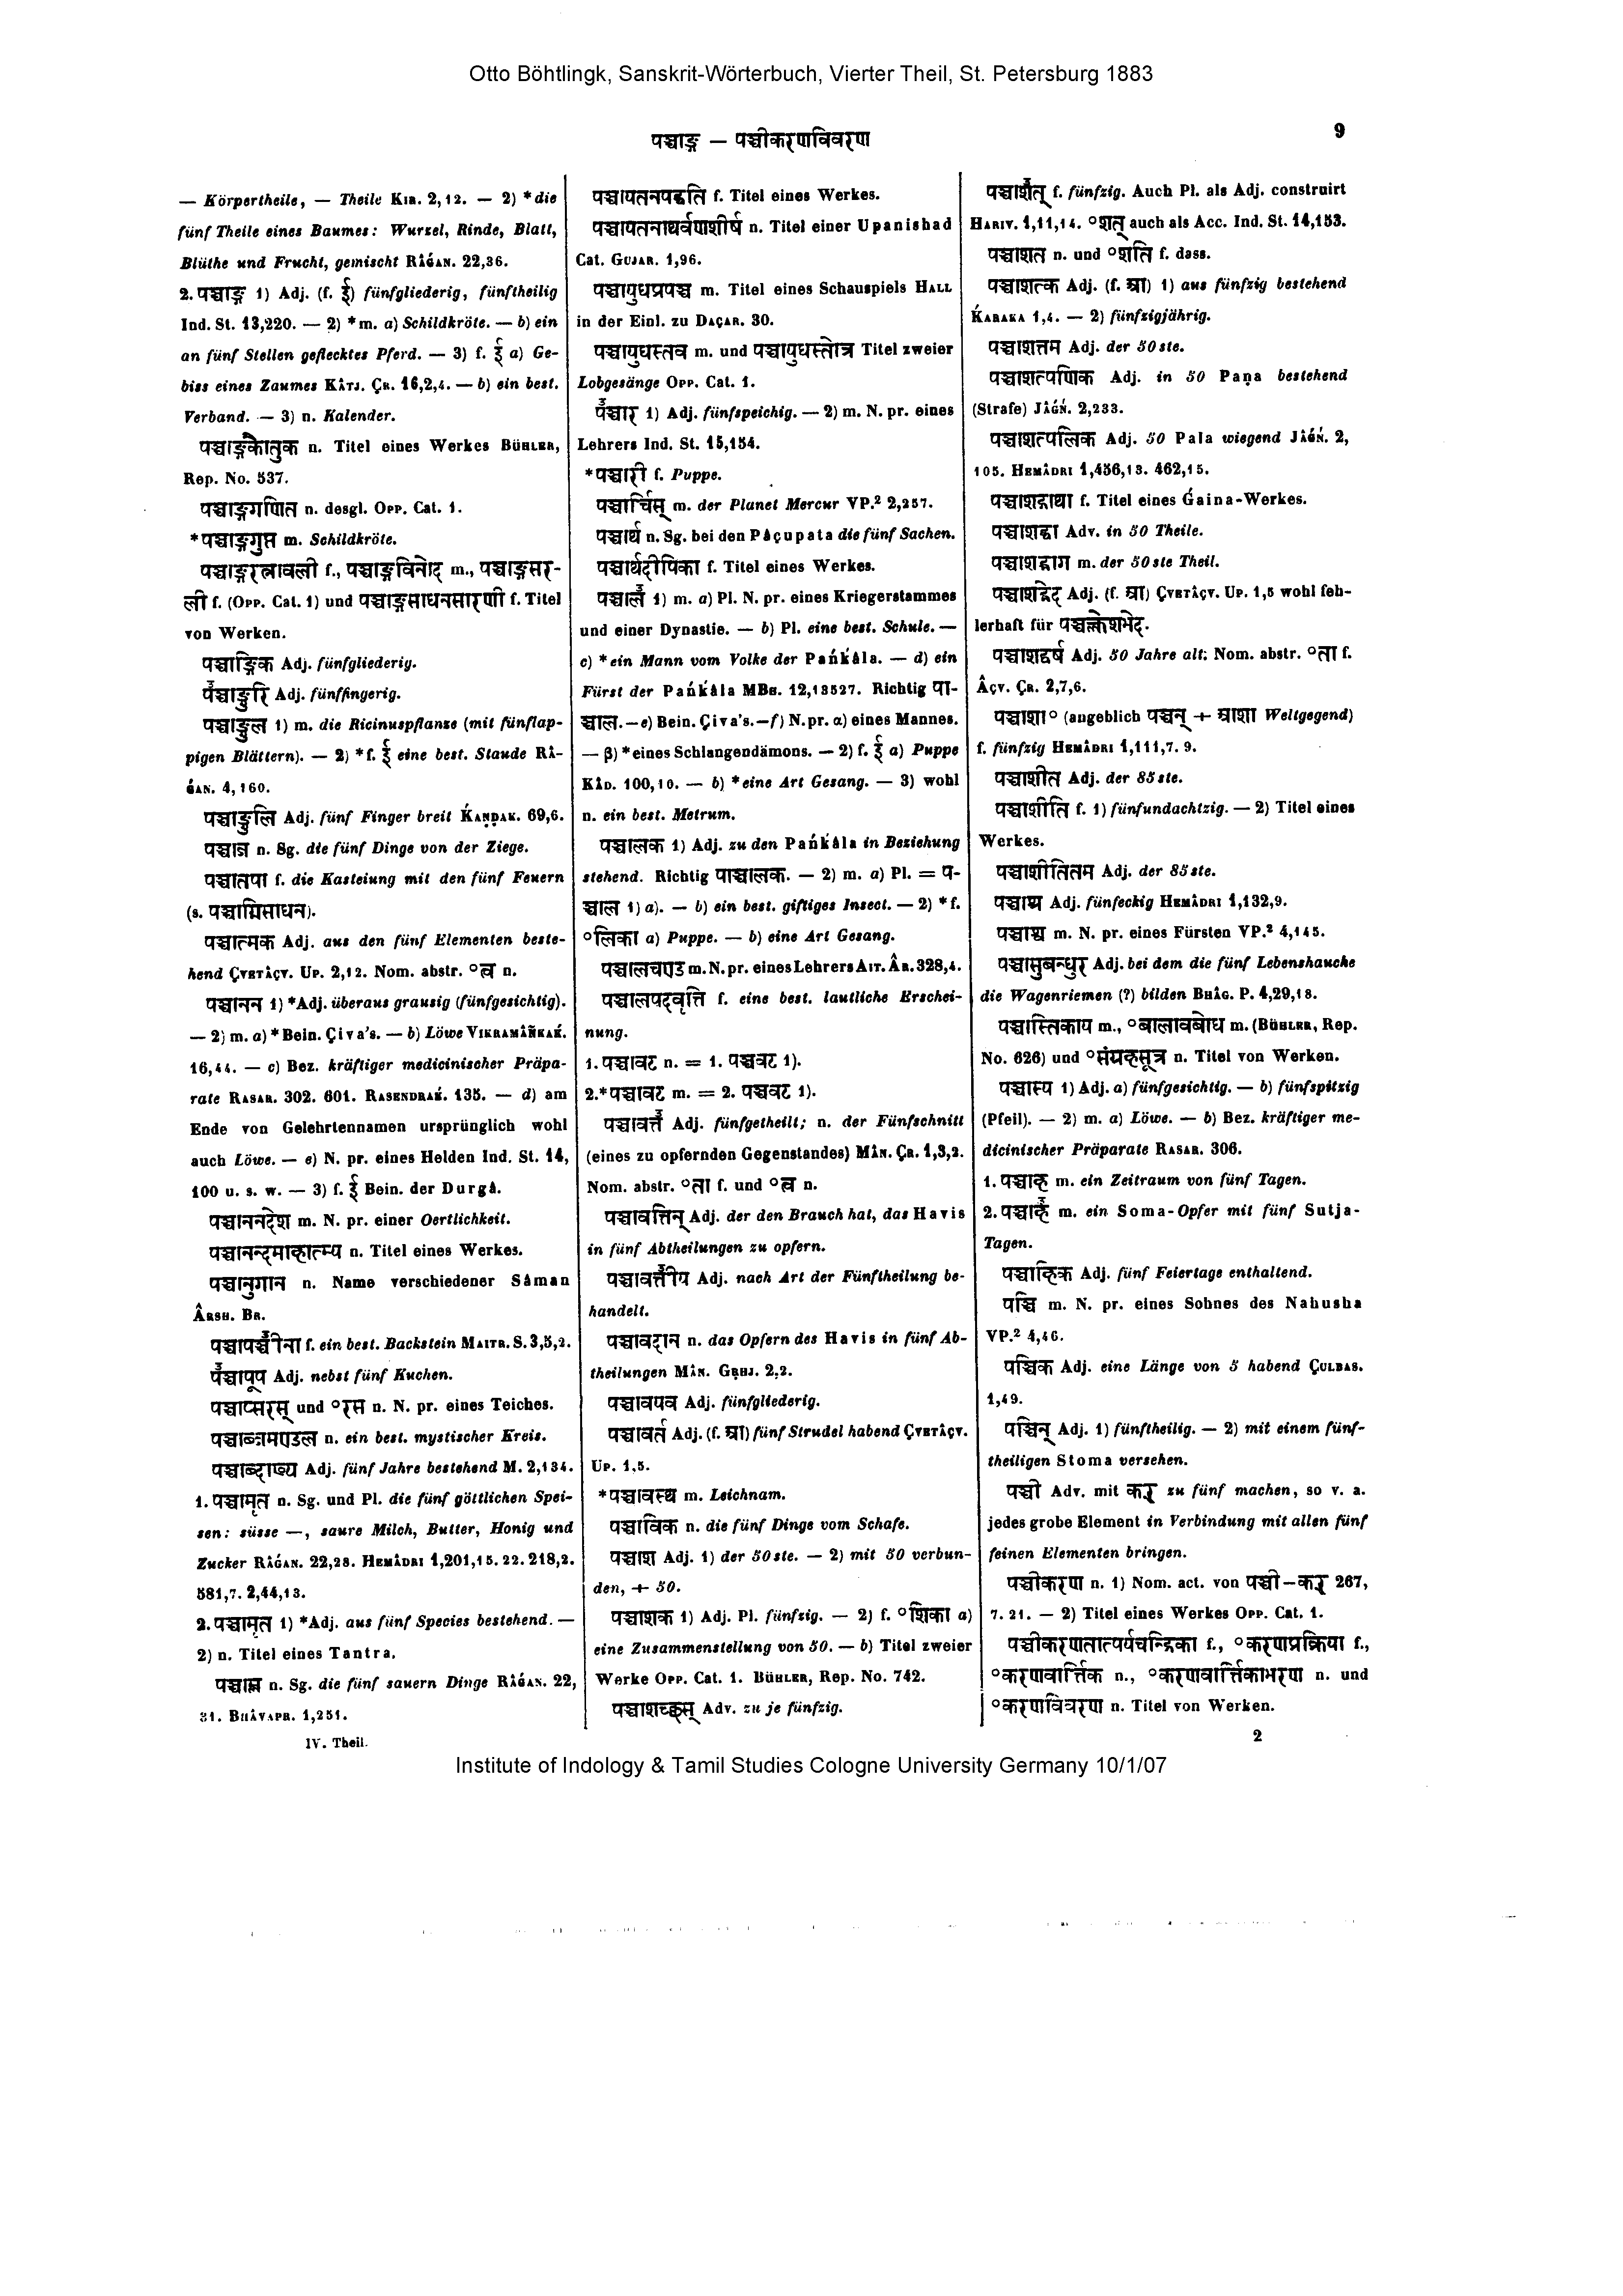 Otto Böhtlingk, Sanskrit-Wörterbuch, Vierter Theil, St. Petersburg 1883
पञ्चाङ्ग — पञ्चीकरणविवरण
9
— Körpertheile, — Theile Kir. 2,12. — 2) *die
fünf Theile eines Baumes: Wurzel, Rinde, Blatt,
Blüthe und Frucht, gemischt Râǵan. 22,36.
2. पञ्चाङ्ग 1) Adj. (f. ई) fünfgliederig, fünftheilig
Ind. St. 13,220. — 2) *m. a) Schildkröte. — b) ein
an fünf Stellen geflecktes Pferd. — 3) f. ई a) Ge-
biss eines Zaumes Kâtj. Çr. 16,2,4. — b) ein best.
Verband. — 3) n. Kalender.
पञ्चाङ्गकौतुक n. Titel eines Werkes Bühler,
Rep. No. 537.
पञ्चाङ्गगणित n. desgl. Opp. Cat. 1.
*पञ्चाङ्गगुप्त m. Schildkröte.
पञ्चाङ्गरत्नावली f., पञ्चाङ्गविनोद m., पञ्चाङ्गसर-
ली f. (Opp. Cat. 1) und पञ्चाङ्गसाधनसारणी f. Titel
von Werken.
पञ्चाङ्गिक Adj. fünfgliederig.
पँञ्चाङ्गुरि Adj. fünffingerig.
पञ्चाङ्गुल 1) m. die Ricinuspflanze (mit fünflap-
pigen Blättern). — 2) *f. ई eine best. Staude Râ-
ǵan. 4,160.
पञ्चाङ्गुलि Adj. fünf Finger breit Ḱaṇḍak. 69,6.
पञ्चाज n. Sg. die fünf Dinge von der Ziege.
पञ्चातपा f. die Kasteiung mit den fünf Feuern
(s. पञ्चाग्निसाधन).
पञ्चात्मक Adj. aus den fünf Elementen beste-
hend Çvetâçv. Up. 2,12. Nom. abstr. °त्व n.
पञ्चानन 1) *Adj. überaus grausig (fünfgesichtig).
— 2) m. a) *Bein. Çiva's. — b) Löwe Vikramâṅkaḱ.
16,44. — c) Bez. kräftiger medicinischer Präpa-
rate Rasar. 302. 601. Rasendraḱ. 135. — d) am
Ende von Gelehrtennamen ursprünglich wohl
auch Löwe. — e) N. pr. eines Helden Ind. St. 14,
100 u. s. w. — 3) f. ई Bein. der Durgâ.
पञ्चाननदेश m. N. pr. einer Oertlichkeit.
पञ्चानन्दमाहात्म्य n. Titel eines Werkes.
पञ्चानुगान n. Name verschiedener Sâman
Ârsh. Br.
पञ्चापञ्चीना f. ein best. Backstein Maitr. S. 3,5,2.
पँञ्चापूप Adj. nebst fünf Kuchen.
पञ्चाप्सरस् und °रस n. N. pr. eines Teiches.
पञ्चाब्जमण्डल n. ein best. mystischer Kreis.
पञ्चाब्दाख्य Adj. fünf Jahre bestehend M. 2,134.
1. पञ्चामृत n. Sg. und Pl. die fünf göttlichen Spei-
sen: süsse —, saure Milch, Butter, Honig und
Zucker Râǵan. 22,28. Hemâdri 1,201,15. 22. 218,2.
581,7. 2,44,13.
2. पञ्चामृत 1) *Adj. aus fünf Species bestehend. —
2) n. Titel eines Tantra.
पञ्चाम्ल n. Sg. die fünf sauern Dinge Râǵan. 22,
31. Bhâvapr. 1,251.
IV. Theil.
पञ्चायतनपद्धति f. Titel eines Werkes.
पञ्चायतनाथर्वणशीर्ष n. Titel einer Upanishad
Cat. Gujar. 1,96.
पञ्चायुधप्रपञ्च m. Titel eines Schauspiels Hall
in der Einl. zu Daçar. 30.
पञ्चायुधस्तव m. und पञ्चायुधस्तोत्र Titel zweier
Lobgesänge Opp. Cat. 1.
पँञ्चार 1) Adj. fünfspeichig. — 2) m. N. pr. eines
Lehrers Ind. St. 15,154.
*पञ्चारी f. Puppe.
पञ्चार्चिस् m. der Planet Mercur VP.² 2,257.
पञ्चार्थ n. Sg. bei den Pâçupata die fünf Sachen.
पञ्चार्थदीपिका f. Titel eines Werkes.
पञ्चालँ 1) m. a) Pl. N. pr. eines Kriegerstammes
und einer Dynastie. — b) Pl. eine best. Schule. —
c) *ein Mann vom Volke der Pańḱâla. — d) ein
Fürst der Pańḱâla MBh. 12,13527. Richtig पा-
ञ्चाल. — e) Bein. Çiva's. — f) N. pr. α) eines Mannes.
— β) *eines Schlangendämons. — 2) f. ई a) Puppe
Kâd. 100,10. — b) *eine Art Gesang. — 3) wohl
n. ein best. Metrum.
पञ्चालक 1) Adj. zu den Pańḱâla in Beziehung
stehend. Richtig पाञ्चालक. — 2) m. a) Pl. = प-
ञ्चाल 1) a). — b) ein best. giftiges Insect. — 2) *f.
°लिका a) Puppe. — b) eine Art Gesang.
पञ्चालचण्ड m. N. pr. eines Lehrers Ait. Âr. 328,4.
पञ्चालपदवृत्ति f. eine best. lautliche Erschei-
nung.
1. पञ्चावट n. = 1. पञ्चवट 1).
2.*पञ्चावट m. = 2. पञ्चवट 1).
पञ्चावत्तँ Adj. fünfgetheilt; n. der Fünfschnitt
(eines zu opfernden Gegenstandes) Mân. Çr. 1,3,2.
Nom. abstr. °ता f. und °त्व n.
पञ्चावत्तिन् Adj. der den Brauch hat, das Havis
in fünf Abtheilungen zu opfern.
पञ्चावत्तीँय Adj. nach Art der Fünftheilung be-
handelt.
पञ्चावदान n. das Opfern des Havis in fünf Ab-
theilungen Mân. Gṛhj. 2,2.
पञ्चावयव Adj. fünfgliederig.
पञ्चावर्त Adj. (f. आ) fünf Strudel habend Çvetâçv.
Up. 1,5.
*पञ्चावस्थ m. Leichnam.
पञ्चाविक n. die fünf Dinge vom Schafe.
पञ्चाश Adj. 1) der 50ste. — 2) mit 50 verbun-
den, + 50.
पञ्चाशक 1) Adj. Pl. fünfzig. — 2) f. °शिका a)
eine Zusammenstellung von 50. — b) Titel zweier
Werke Opp. Cat. 1. Bühler, Rep. No. 742.
पञ्चाशच्छस् Adv. zu je fünfzig.
पञ्चाशँत् f. fünfzig. Auch Pl. als Adj. construirt
Hariv. 1,11,14. °शत् auch als Acc. Ind. St. 14,153.
पञ्चाशत n. und °शति f. dass.
पञ्चाशत्क Adj. (f. आ) 1) aus fünfzig bestehend
Ḱaraka 1,4. — 2) fünfzigjährig.
पञ्चाशत्तम Adj. der 50ste.
पञ्चाशत्पणिक Adj. in 50 Paṇa bestehend
(Strafe) Jâǵń. 2,233.
पञ्चाशत्पलिक Adj. 50 Pala wiegend Jâǵń. 2,
105. Hemâdri 1,456,13. 462,15.
पञ्चाशद्गाथा f. Titel eines Ǵaina-Werkes.
पञ्चाशद्धा Adv. in 50 Theile.
पञ्चाशद्भाग m. der 50ste Theil.
पञ्चाशद्भेद Adj. (f. आ) Çvetâçv. Up. 1,5 wohl feh-
lerhaft für पञ्चक्लेशभेद.
पञ्चाशद्वर्ष Adj. 50 Jahre alt; Nom. abstr. °ता f.
Âçv. Çr. 2,7,6.
पञ्चाशा° (angeblich पञ्चन् + आशा Weltgegend)
f. fünfzig Hemâdri 1,111,7. 9.
पञ्चाशीत Adj. der 85ste.
पञ्चाशीति f. 1) fünfundachtzig. — 2) Titel eines
Werkes.
पञ्चाशीतितम Adj. der 85ste.
पञ्चास्र Adj. fünfeckig Hemâdri 1,132,9.
पञ्चाश्व m. N. pr. eines Fürsten VP.² 4,145.
पञ्चासुबन्धुर Adj. bei dem die fünf Lebenshauche
die Wagenriemen (?) bilden Bhâg. P. 4,29,18.
पञ्चास्तिकाय m., °बालावबोध m. (Bühler, Rep.
No. 626) und °संग्रहसूत्र n. Titel von Werken.
पञ्चास्य 1) Adj. a) fünfgesichtig. — b) fünfspitzig
(Pfeil). — 2) m. a) Löwe. — b) Bez. kräftiger me-
dicinischer Präparate Rasar. 306.
1. पञ्चाह m. ein Zeitraum von fünf Tagen.
2. पञ्चाहँ m. ein Soma-Opfer mit fünf Sutjâ-
Tagen.
पञ्चाह्निक Adj. fünf Feiertage enthaltend.
पञ्चि m. N. pr. eines Sohnes des Nahusha
VP.² 4,46.
पञ्चिक Adj. eine Länge von 5 habend Çulbas.
1,49.
पञ्चिन् Adj. 1) fünftheilig. — 2) mit einem fünf-
theiligen Stoma versehen.
पञ्ची Adv. mit कर् zu fünf machen, so v. a.
jedes grobe Element in Verbindung mit allen fünf
feinen Elementen bringen.
पञ्चीकरण n. 1) Nom. act. von पञ्ची-कर् 267,
7. 21. — 2) Titel eines Werkes Opp. Cat. 1.
पञ्चीकरणतात्पर्यचन्द्रिका f., °करणप्रक्रिया f.,
°करणवार्त्तिक n., °करणवार्त्तिकाभरण n. und
°करणविवरण n. Titel von Werken.
2
Institute of Indology & Tamil Studies Cologne University Germany 10/1/07